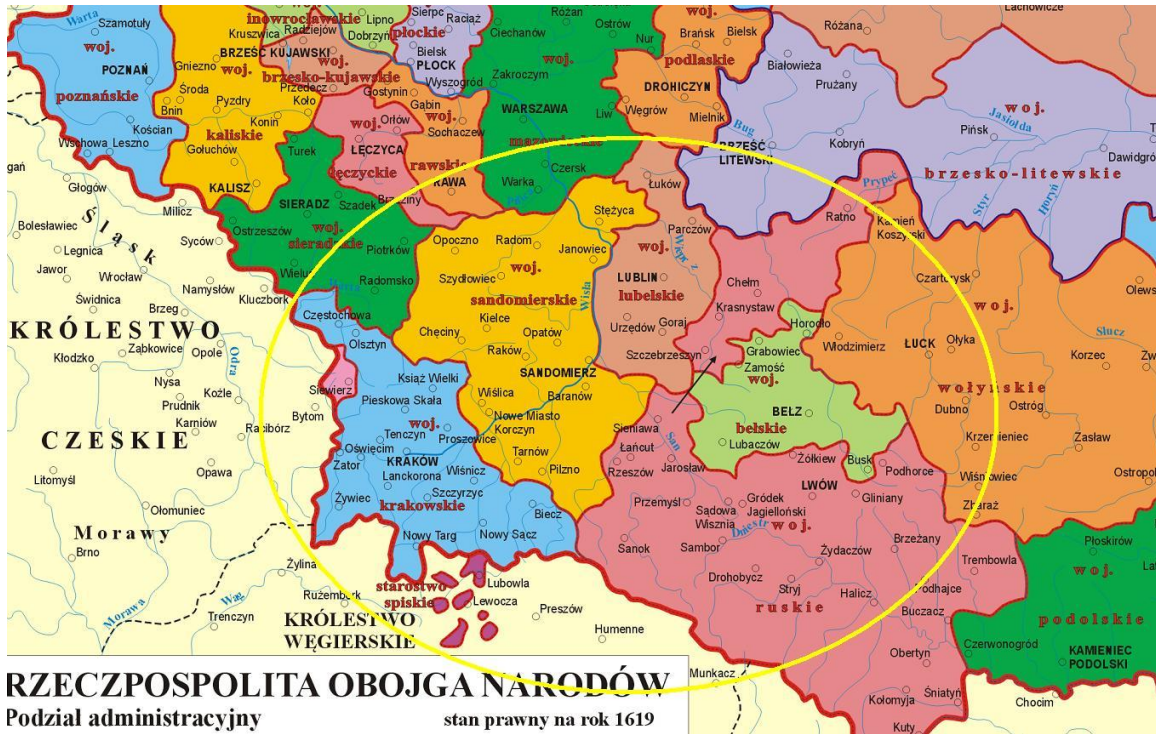 Warta
Szamotuły
woj.
POZNAŃ
poznańskie
Kościan
Wschowa
Leszno
inowrocławskie
Kruszwica
Radziejów
Lipno
Dobrzyń
BRZEŚĆ KUJAWSKI
Gniezno
woj.
woj.
brzesko-kujawskie
Środa
Bnin
Pyzdry
Przedecz
Koło
Konin
kaliskie
Gołuchów
KALISZ
Sierpc
Raciąż
płockie
Bielsk
PŁOCK
Wyszogród
Gostynin
Gąbin
woj.
Sochaczew
rawskie
RAWA
woj.
Orłów
ŁĘCZYCA
łęczyckie
Brzeziny
Turek
SIERADZ
Szadek
woj.
sieradzkie
Ostrzeszów
Piotrków
Wieluń
Radomsko
Warta
Ciechanów
Różan
Ostrów
Nur
woj.
Zakroczym
WARSZAWA
Liw
mazowieckie
Czersk
Warka
Pilica
Brańsk
Bielsk
woj.
podlaskie
DROHICZYN
Węgrów
Mielnik
Różana
Lachowicze
Białowieża
Prużany
woj.
Bug
BRZEŚĆ
LITEWSKI
Kobryń
Pińsk
Jasiołda
Dawidgró
brzesko-litewskie
Prypeć
Styr
Horyń
Głogów
Milicz
Bolesławiec
Śląsk
Legnica
Syców
Jawor
Wrocław
Namysłów
Świdnica
Kluczbork
Brzeg
KRÓLESTWO
Ząbkowice
Opole
Odra
Kłodzko
Nysa
Koźle
Prudnik
Karniów
Racibórz
Bytom
CZESKIE
Opawa
Litomyśl
Ołomuniec
Morawy
Brno
Morawa
Żylina
Wag
Rużemberk
Trenczyn
Stężyca
Opoczno
Radom
Janowiec
Szydłowiec
woj.
sandomierskie
Wisła
Kielce
Chęciny
Opatów
Raków
SANDOMIERZ
Baranów
Wiślica
Nowe Miasto
Korczyn
Tarnów
Pilzno
Łuków
Parczów
woj.
Wieprz
LUBLIN
lubelskie
Urzędów
Goraj
Szczebrzeszyn
Ratno
Chełm
Krasnystaw
Kamień
Koszyrski
Czartorysk
Olews
woj.
Horodło
Grabowiec
Zamość
woj.
BELZ
bełskie
Lubaczów
Busk
Włodzimierz
ŁUCK
Ołyka
Słucz
Korzec
Zw
wołyńskie
Dubno
Ostróg
Krzemieniec
Zasław
Wiśniowiec
Ostropol
Zbaraż
Częstochowa
Olsztyn
Siewierz
Książ Wielki
Pieskowa Skała
woj.
Tenczyn
Proszowice
Oświęcim
KRAKÓW
Zator
Lanckorona
Wiśnicz
Szczyrzyc
Żywiec
krakowskie
Biecz
Nowy Targ
Nowy Sącz
starostwo
spiskie
Lubowla
Lewocza
KRÓLESTWO
WĘGIERSKIE
Preszów
Humenne
Munkacz
Sieniawa
San
Łańcut
Rzeszów
Jarosław
Żółkiew
Podhorce
LWÓW
Gliniany
Przemyśl
Gródek
Jagielloński
Sądowa
Wisznia
woj.
Dniestr
Sanok
Sambor
Brzeżany
Żydaczów
Trembowla
Drohobycz
Stryj
Halicz
Podhajce
ruskie
Buczacz
Obertyn
Kołomyja
Śniatyń
Kuty
Płoskirów
Lat
woj.
podolskie
Czerwonogród
KAMIENIEC
PODOLSKI
Chocim
RZECZPOSPOLITA OBOJGA NARODÓW
Podział administracyjny
stan prawny na rok 1619